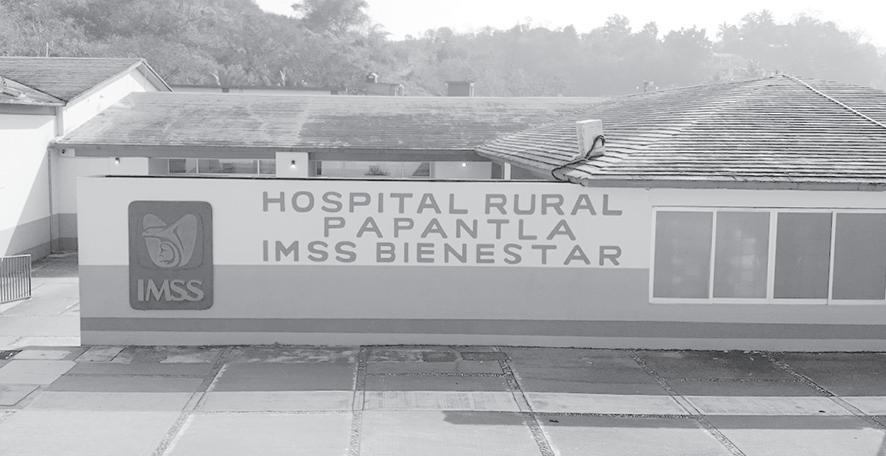 HOSPITAL RURAL
PAPANTLA
IMSS BIENESTAR
IMSS